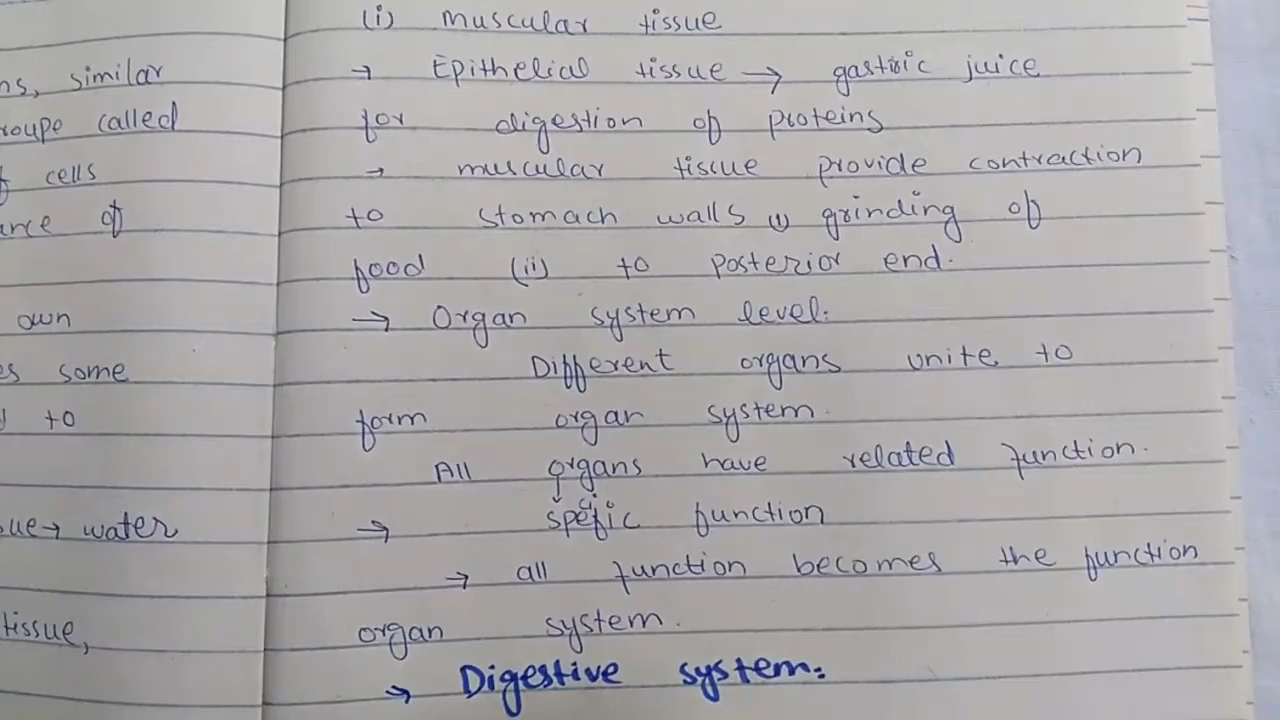 ns, similar
roupe called
f cells
ance of
own
es some
to
ue→ water
tissue,
(i) muscular tissue
→ Epithelial tissue → gastric juice
for digestion of proteins
→ muscular tissue provide contraction
to stomach walls (i) grinding of
food (ii) to posterior end.
→ Organ system level:
Different organs unite to
form organ system.
All organs have related function.
→ spefic function
→ all function becomes the function
organ system.
→ Digestive system: